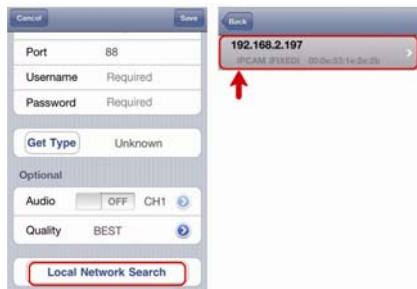 Cancel
Save
Port 88
Username Required
Password Required
Get Type Unknown
Optional
Audio OFF CH1
Quality BEST
Local Network Search
Back
192.168.2.197
IPCAM (FIXED)